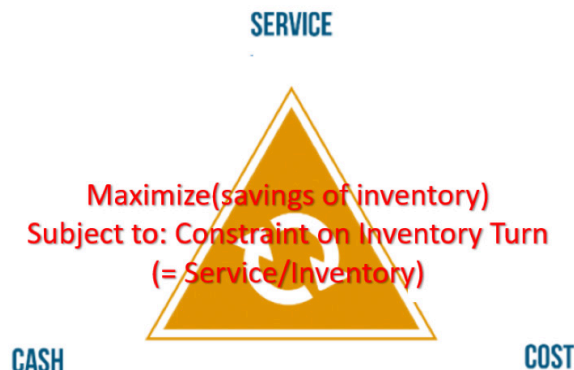 SERVICE
Maximize(savings of inventory)
Subject to: Constraint on Inventory Turn
(= Service/Inventory)
CASH
COST